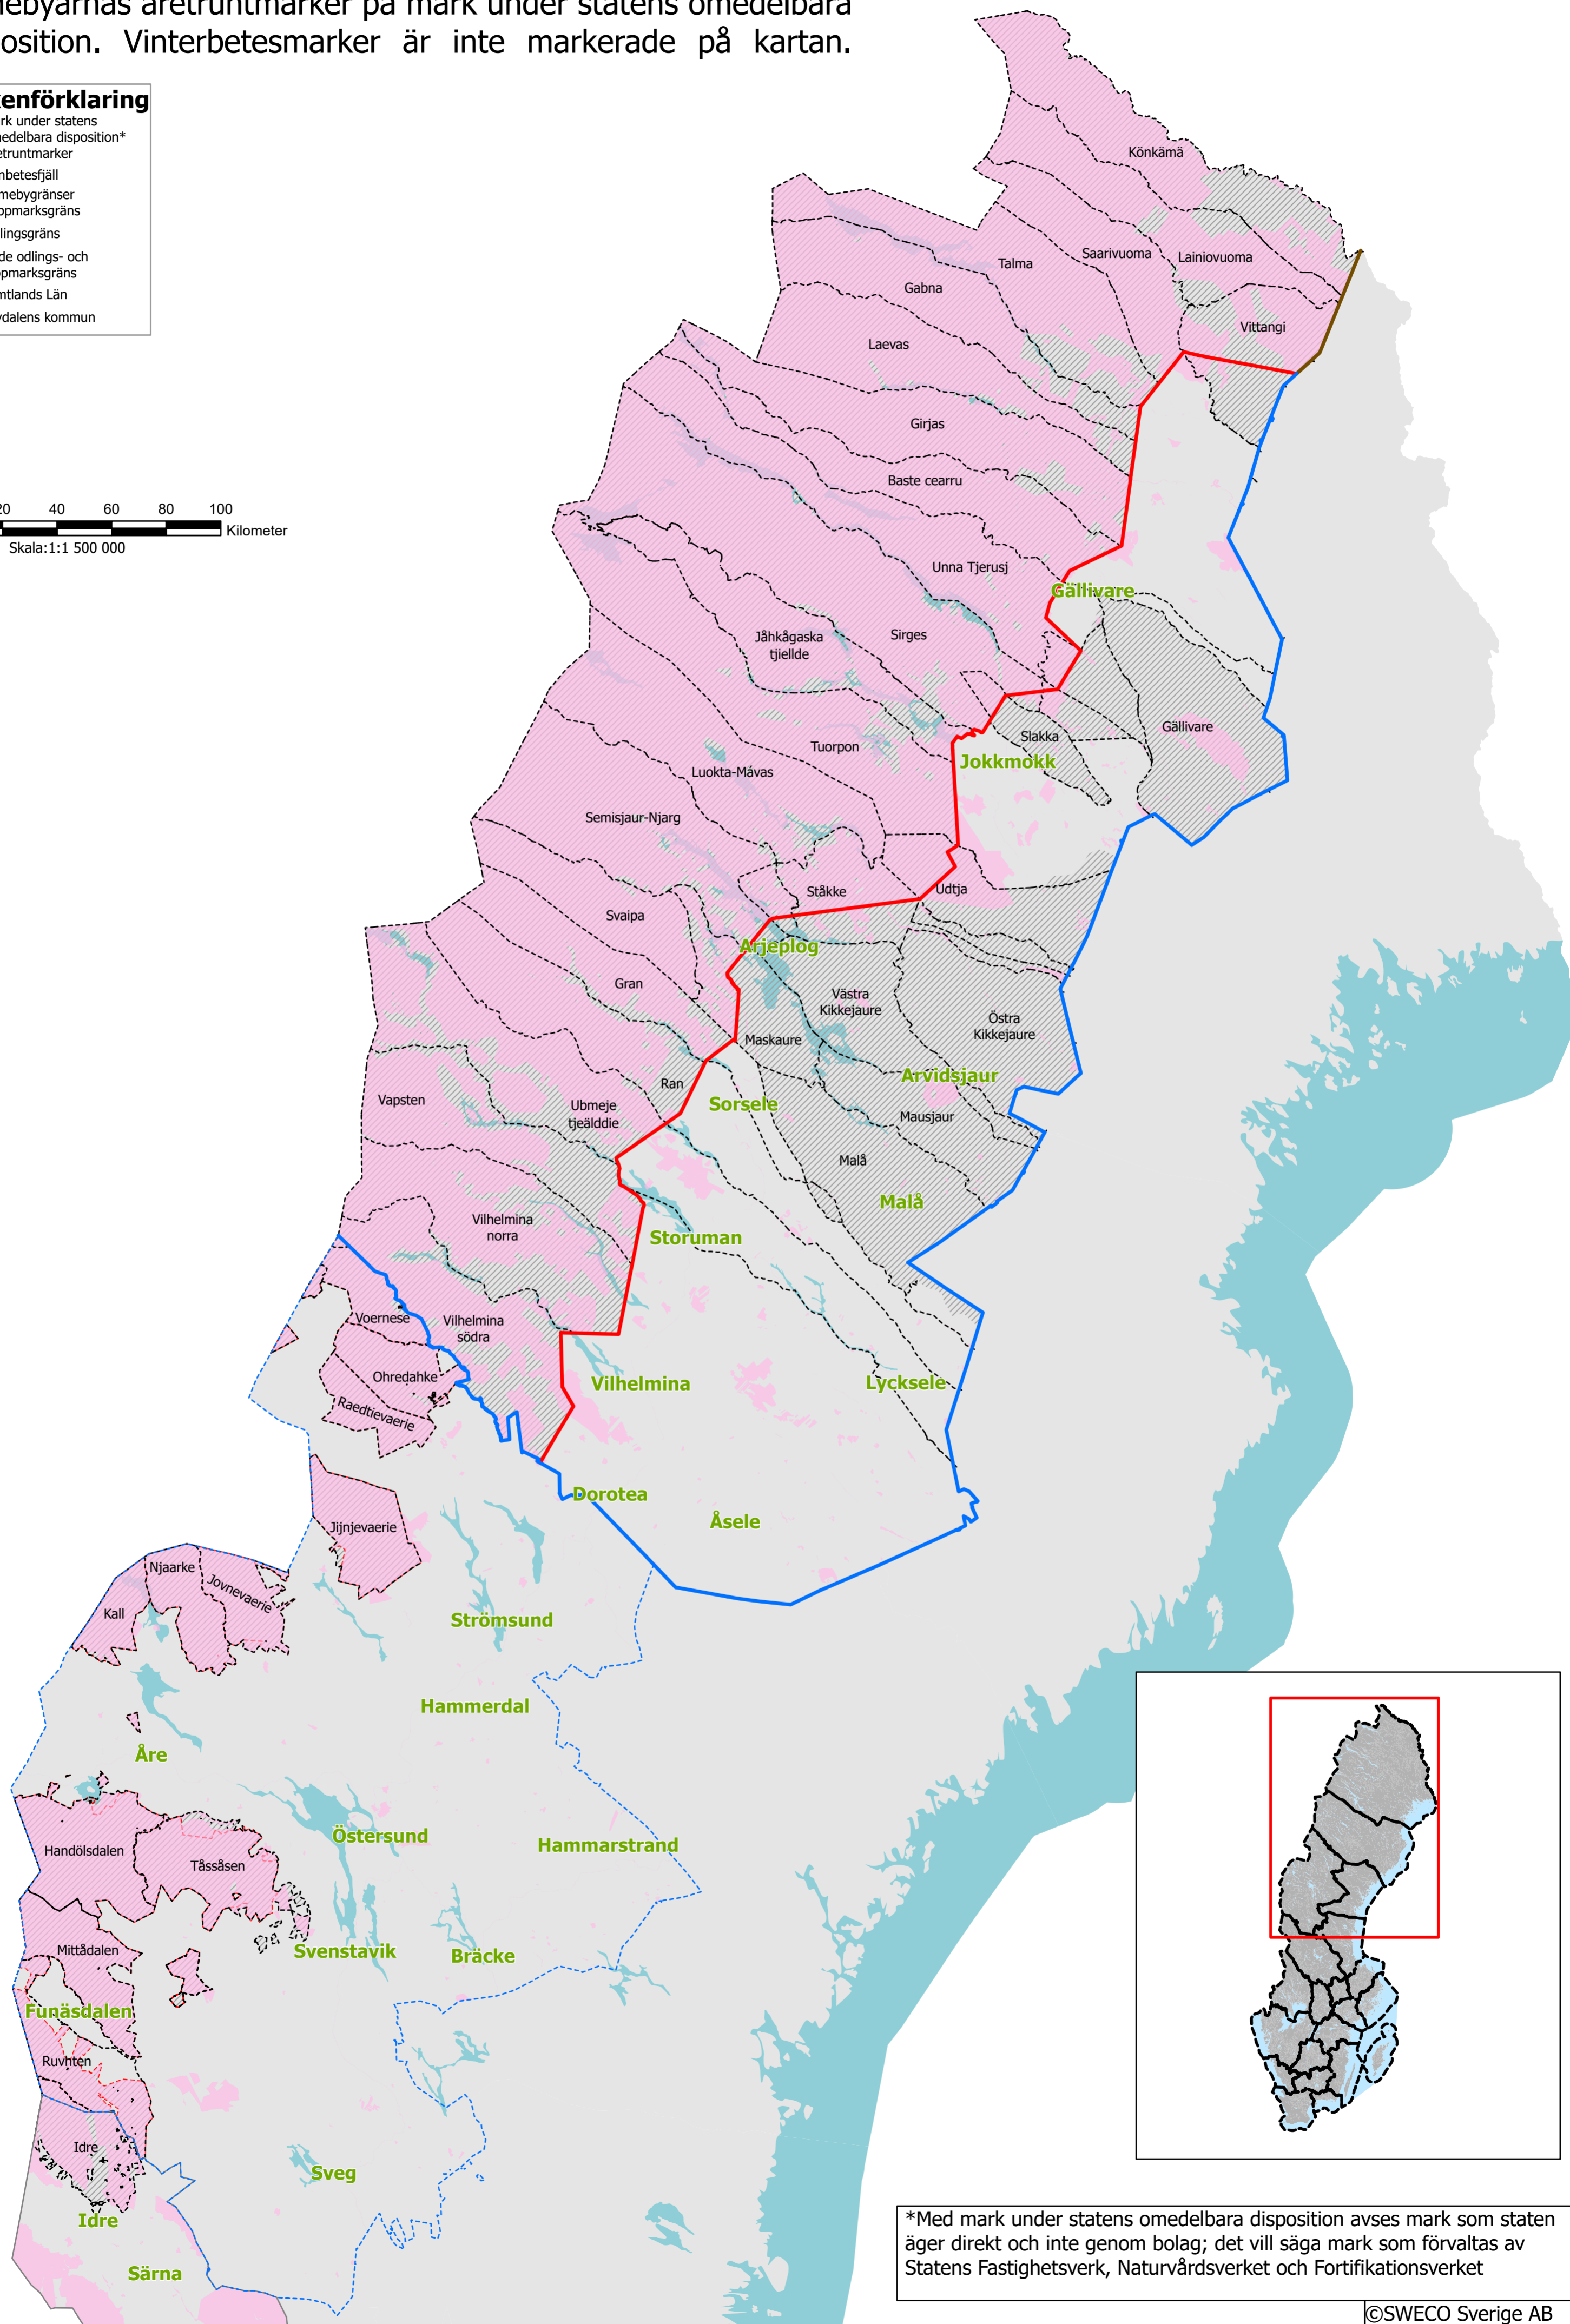 årnas åretruntmarker på mark under statens omedelbara
osition. Vinterbetesmarker är inte markerade på kartan.
enförklaring
rk under statens
nedelbara disposition*
etruntmarker
nbetesfjäll
mebygränser
opmarksgräns
lingsgräns
de odlings- och
opmarksgräns
mtlands Län
dalens kommun
20 40 60 80 100
Kilometer
Skala:1:1 500 000
Könkämä
Saarivuoma
Lainiovuoma
Talma
Gabna
Vittangi
Laevas
Girjas
Baste cearru
Unna Tjerusj
Gällivare
Sirges
Jåhkågaska
tjiellde
Gällivare
Slakka
Tuorpon
Jokkmokk
Luokta-Mávas
Semisjaur-Njarg
Ståkke
Udtja
Svaipa
Arjeplog
Gran
Västra
Kikkejaure
Östra
Kikkejaure
Maskaure
Arvidsjaur
Ran
Vapsten
Ubmeje
tjeälddie
Sorsele
Mausjaur
Malå
Malå
Vilhelmina
norra
Storuman
Voernese
Vilhelmina
södra
Ohredahke
Vilhelmina
Lycksele
Raedtievaerie
Dorotea
Åsele
Jijnjevaerie
Njaarke
Jovnevaerie
Kall
Strömsund
Hammerdal
Åre
Östersund
Hammarstrand
Handölsdalen
Tåssåsen
Mittådalen
Svenstavik
Bräcke
Funäsdalen
Ruvhten
Idre
Sveg
Idre
Särna
*Med mark under statens omedelbara disposition avses mark som staten
äger direkt och inte genom bolag; det vill säga mark som förvaltas av
Statens Fastighetsverk, Naturvårdsverket och Fortifikationsverket
©SWECO Sverige AB